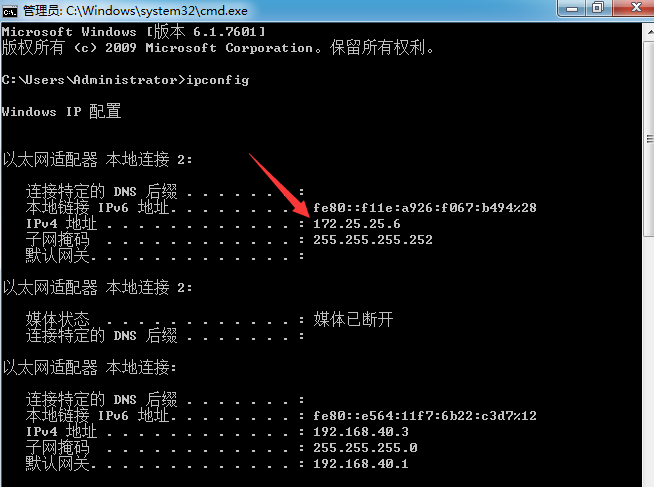 管理员: C:\Windows\system32\cmd.exe
Microsoft Windows [版本 6.1.7601]
版权所有 (c) 2009 Microsoft Corporation。保留所有权利。
C:\Users\Administrator>ipconfig
Windows IP 配置
以太网适配器 本地连接 2:
连接特定的 DNS 后缀 . . . . . . . :
本地链接 IPv6 地址. . . . . . . . : fe80::f11e:a926:f067:b494%28
IPv4 地址 . . . . . . . . . . . . : 172.25.25.6
子网掩码 . . . . . . . . . . . . : 255.255.255.252
默认网关. . . . . . . . . . . . . :
以太网适配器 本地连接 2:
媒体状态 . . . . . . . . . . . . : 媒体已断开
连接特定的 DNS 后缀 . . . . . . . :
以太网适配器 本地连接:
连接特定的 DNS 后缀 . . . . . . . :
本地链接 IPv6 地址. . . . . . . . : fe80::e564:11f7:6b22:c3d7%12
IPv4 地址 . . . . . . . . . . . . : 192.168.40.3
子网掩码 . . . . . . . . . . . . : 255.255.255.0
默认网关. . . . . . . . . . . . . : 192.168.40.1